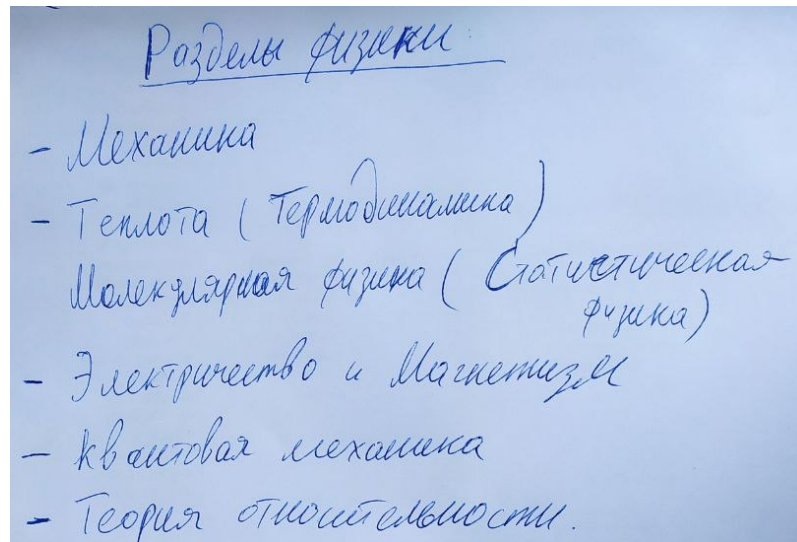 Разделы физики:
- Механика
- Теплота (Термодинамика)
Молекулярная физика (Статистическая
физика)
- Электричество и Магнетизм
- Квантовая механика
- Теория относительности.